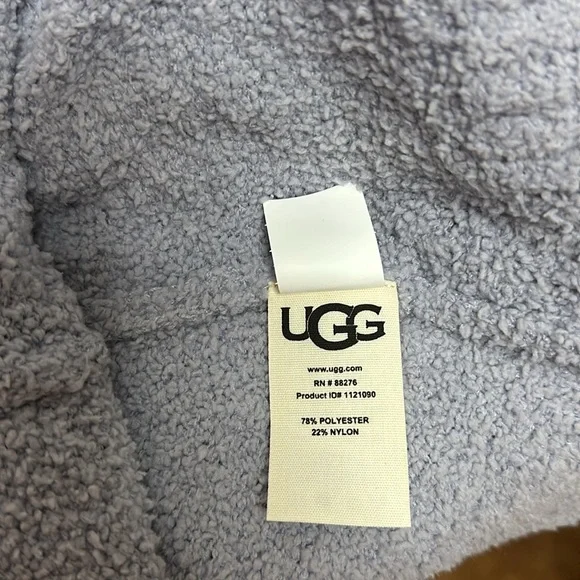 UGG
www.ugg.com
RN # 88276
Product ID# 1121090
78% POLYESTER
22% NYLON